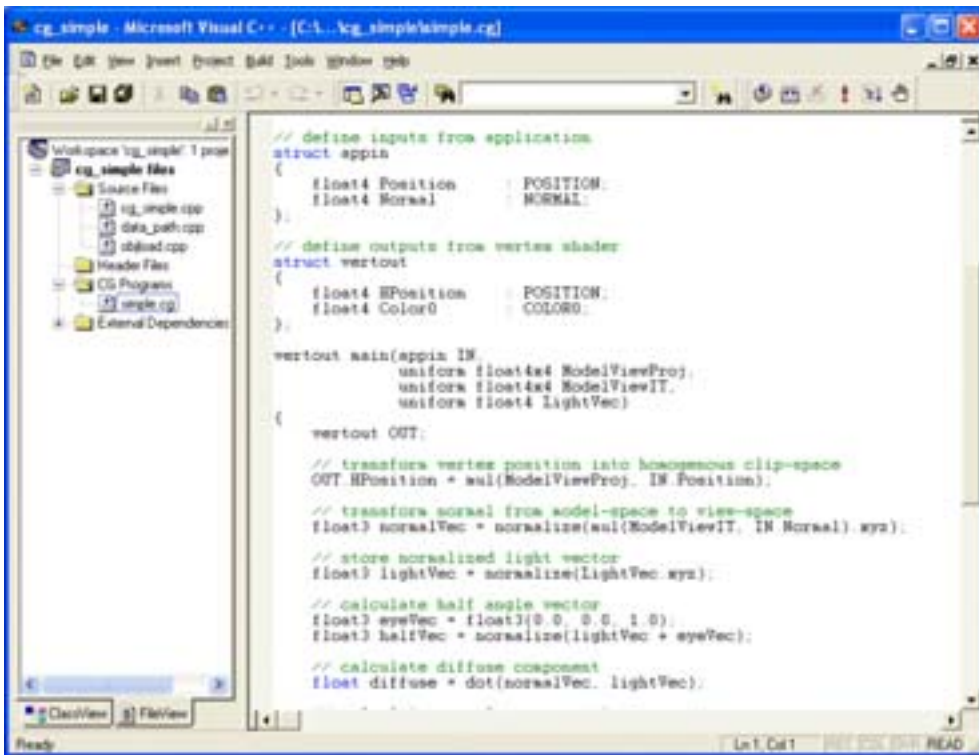 cg_simple - Microsoft Visual C++ - [C:\...\cg_simple\simple.cg]
File Edit View Insert Project Build Tools Window Help
Workspace 'cg_simple': 1 proje
cg_simple files
Source Files
cg_simple.cpp
data_path.cpp
objload.cpp
Header Files
CG Programs
simple.cg
External Dependencies
ClassView FileView
// define inputs from application
struct appin
{
float4 Position : POSITION;
float4 Normal : NORMAL;
};
// define outputs from vertex shader
struct vertout
{
float4 HPosition : POSITION;
float4 Color0 : COLOR0;
};
vertout main(appin IN,
uniform float4x4 ModelViewProj,
uniform float4x4 ModelViewIT,
uniform float4 LightVec)
{
vertout OUT;
// transform vertex position into homogenous clip-space
OUT.HPosition = mul(ModelViewProj, IN.Position);
// transform normal from model-space to view-space
float3 normalVec = normalize(mul(ModelViewIT, IN.Normal).xyz);
// store normalized light vector
float3 lightVec = normalize(LightVec.xyz);
// calculate half angle vector
float3 eyeVec = float3(0.0, 0.0, 1.0);
float3 halfVec = normalize(lightVec + eyeVec);
// calculate diffuse component
float diffuse = dot(normalVec, lightVec);
Ready Ln 1, Col 1 REC COL OVR READ